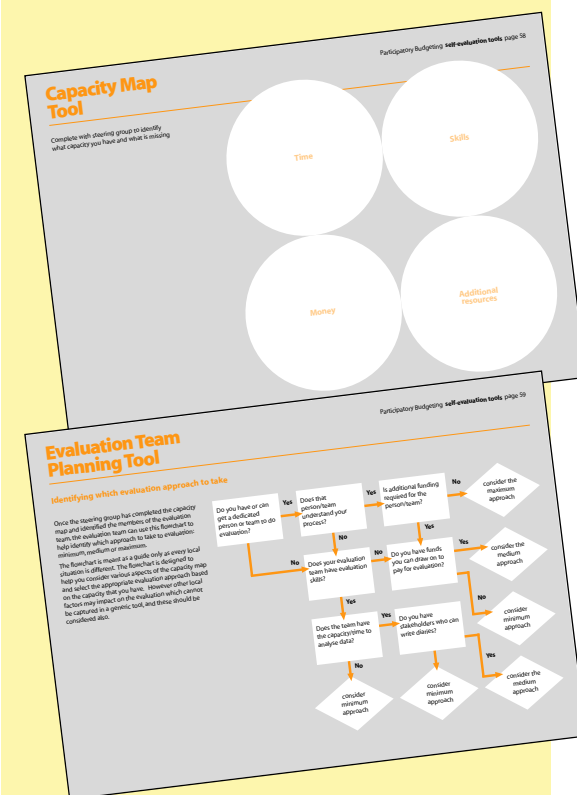 Participatory Budgeting self-evaluation tools page 58
Capacity Map
Tool
Complete with steering group to identify
what capacity you have and what is missing
Time
Skills
Money
Additional
resources
Participatory Budgeting self-evaluation tools page 59
Evaluation Team
Planning Tool
Identifying which evaluation approach to take
Once the steering group has completed the capacity
map and identified the members of the evaluation
team, the evaluation team can use this flowchart to
help identify which approach to take to evaluation:
minimum, medium or maximum.
The flowchart is meant as a guide only as every local
situation is different. The flowchart is designed to
help you consider various aspects of the capacity map
and select the appropriate evaluation approach based
on the capacity that you have. However other local
factors may impact on the evaluation which cannot
be captured in a generic tool, and these should be
considered also.
Do you have or can
get a dedicated
person or team to do
evaluation?
Yes
Does that
person/team
understand your
process?
Yes
Is additional funding
required for the
person/team?
No
consider the
maximum
approach
No
No
Yes
Does your evaluation
team have evaluation
skills?
No
Do you have funds
you can draw on to
pay for evaluation?
Yes
consider the
medium
approach
Yes
No
consider
minimum
approach
Does the team have
the capacity/time to
analyse data?
Yes
Do you have
stakeholders who can
write diaries?
Yes
consider the
medium
approach
No
consider
minimum
approach
consider
minimum
approach